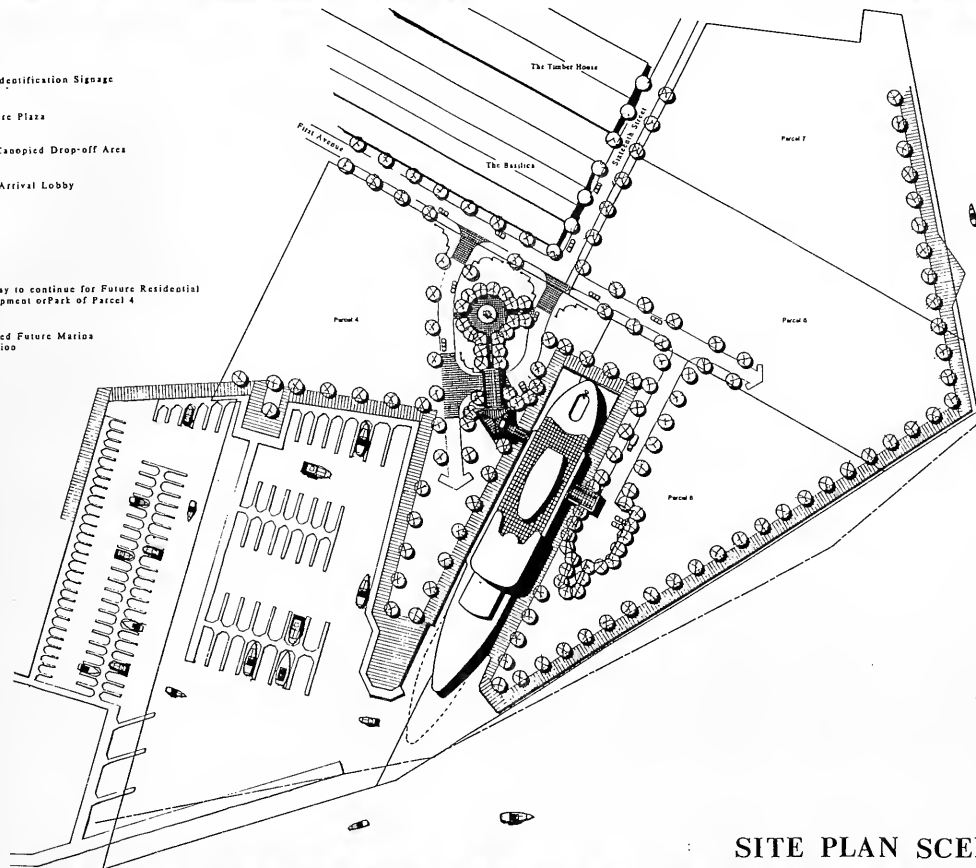 dentification Signage
re Plaza
Canopied Drop-off Area
Arrival Lobby
ay to continue for Future Residential
pment orPark of Parcel 4
ed Future Marina
ion
The Timber House
Parcel 7
First Avenue
Sixteenth Street
The Basilica
Parcel 4
Parcel 6
Parcel 8
SITE PLAN SCE